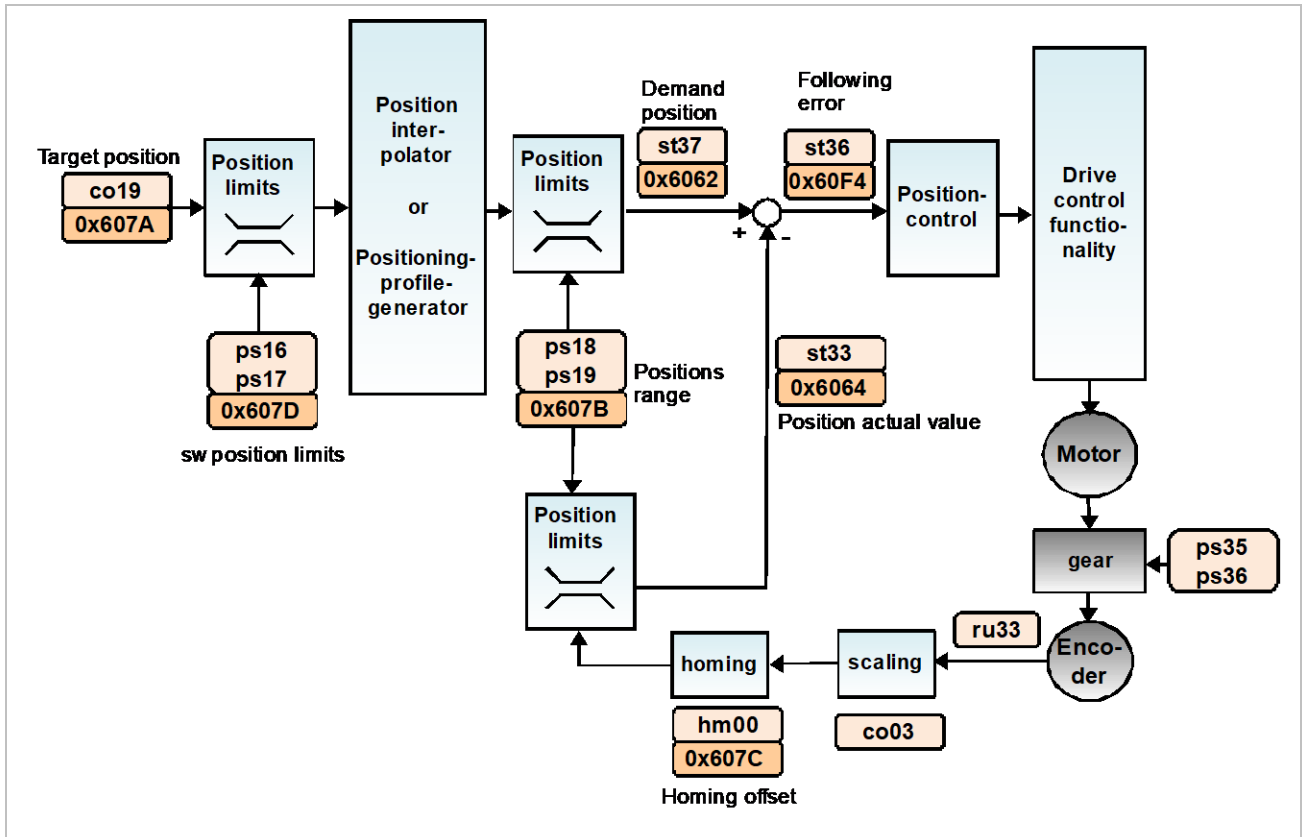 Target position
co19
0x607A
Position
limits
ps16
ps17
0x607D
sw position limits
Position
inter-
polator
or
Positioning-
profile-
generator
Position
limits
ps18
ps19
0x607B
Positions
range
Demand
position
st37
0x6062
+
-
Following
error
st36
0x60F4
Position-
control
Drive
control
functio-
nality
st33
0x6064
Position actual value
Motor
gear
ps35
ps36
Enco-
der
ru33
scaling
co03
homing
hm00
0x607C
Homing offset
Position
limits